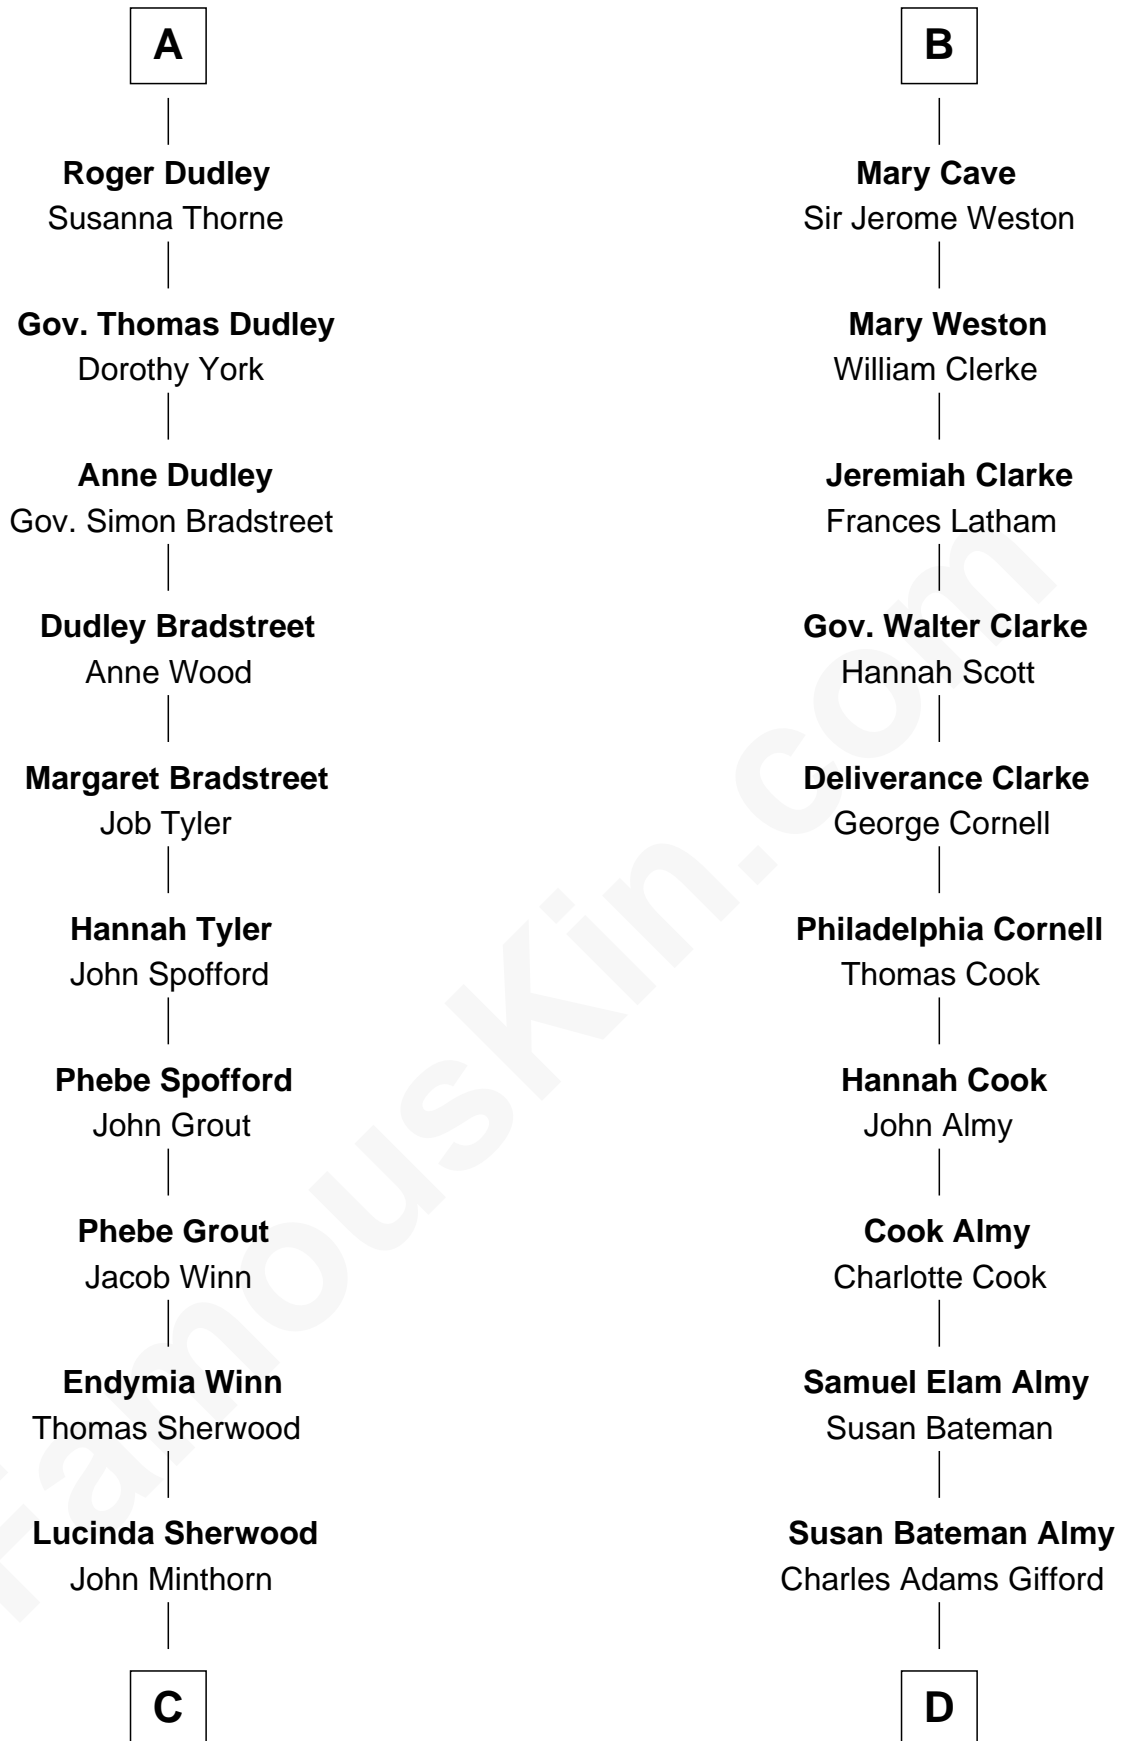 A
Roger Dudley
Susanna Thorne
Gov. Thomas Dudley
Dorothy York
Anne Dudley
Gov. Simon Bradstreet
Dudley Bradstreet
Anne Wood
Margaret Bradstreet
Job Tyler
Hannah Tyler
John Spofford
Phebe Spofford
John Grout
Phebe Grout
Jacob Winn
Endymia Winn
Thomas Sherwood
Lucinda Sherwood
John Minthorn
C
B
Mary Cave
Sir Jerome Weston
Mary Weston
William Clerke
Jeremiah Clarke
Frances Latham
Gov. Walter Clarke
Hannah Scott
Deliverance Clarke
George Cornell
Philadelphia Cornell
Thomas Cook
Hannah Cook
John Almy
Cook Almy
Charlotte Cook
Samuel Elam Almy
Susan Bateman
Susan Bateman Almy
Charles Adams Gifford
D
FamousKin.com